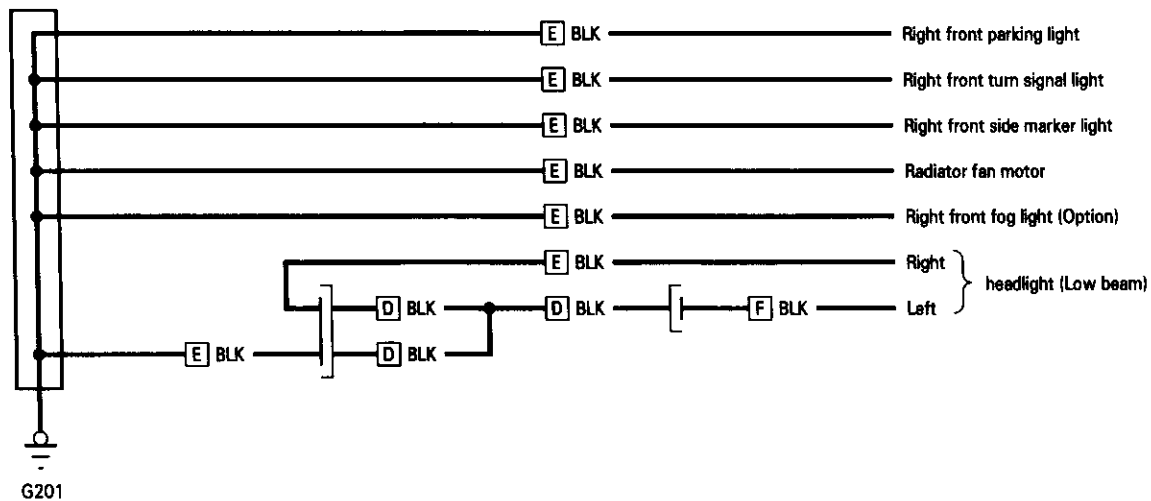 E BLK Right front parking light
E BLK Right front turn signal light
E BLK Right front side marker light
E BLK Radiator fan motor
E BLK Right front fog light (Option)
E BLK Right
headlight (Low beam)
D BLK D BLK F BLK Left
E BLK D BLK
G201